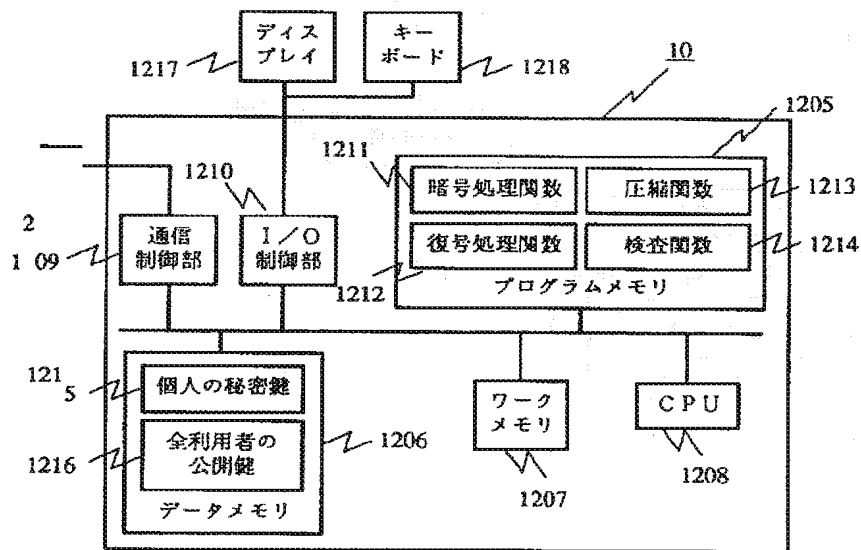 ディス
プレイ
キー
ボード
1217
1218
10
1205
1210
1211
暗号処理関数
圧縮関数
1213
2
1 09
通信
制御部
I/O
制御部
復号処理関数
検査関数
1214
1212
プログラムメモリ
121
5
個人の秘密鍵
ワーク
メモリ
CPU
1216
全利用者の
公開鍵
1206
データメモリ
1207
1208